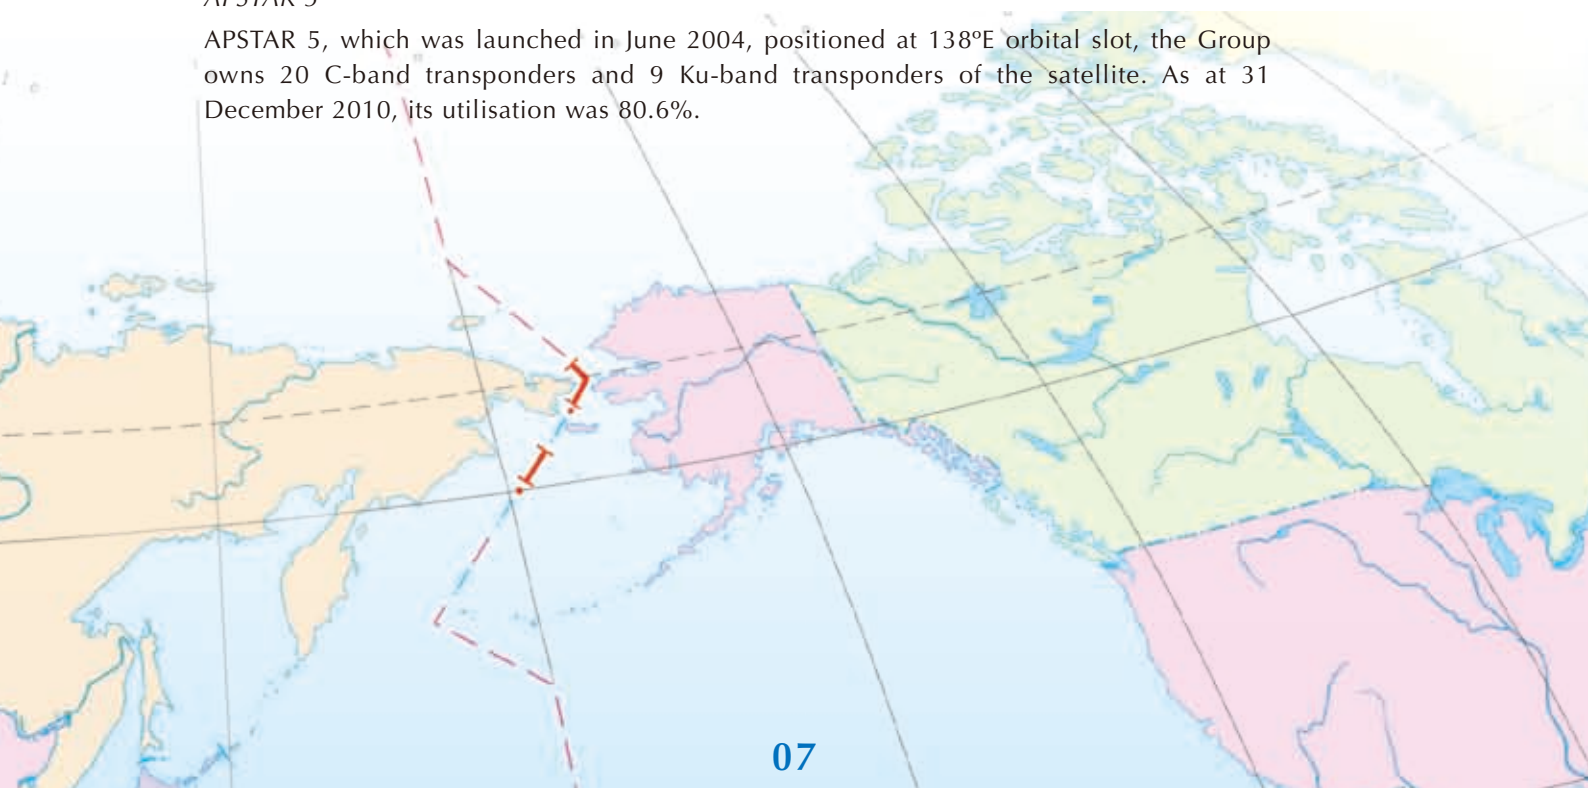 APSTAR 5
APSTAR 5, which was launched in June 2004, positioned at 138ºE orbital slot, the Group
owns 20 C-band transponders and 9 Ku-band transponders of the satellite. As at 31
December 2010, its utilisation was 80.6%.
07